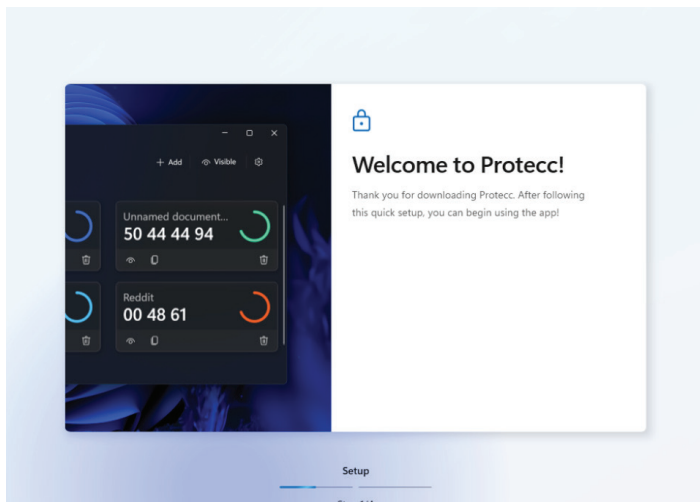 + Add Visible
Unnamed document...
50 44 44 94
Reddit
00 48 61
Welcome to Protecc!
Thank you for downloading Protecc. After following
this quick setup, you can begin using the app!
Setup